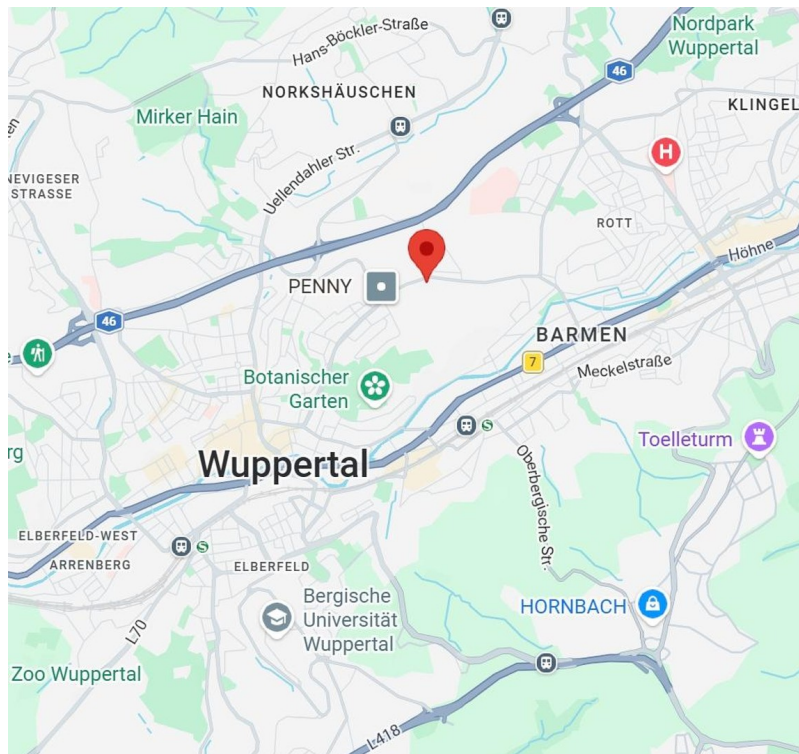 Hans-Böckler-Straße
Nordpark
Wuppertal
46
NORKSHÄUSCHEN
KLINGEL
Mirker Hain
H
Uellendahler Str.
NEVIGESER
STRASSE
ROTT
Höhne
PENNY
46
BARMEN
7
Meckelstraße
Botanischer
Garten
Toelleturm
rg
S
Wuppertal
Oberbergische Str.
ELBERFELD-WEST
S
ARRENBERG
ELBERFELD
Bergische
Universität
Wuppertal
HORNBACH
L70
Zoo Wuppertal
L418